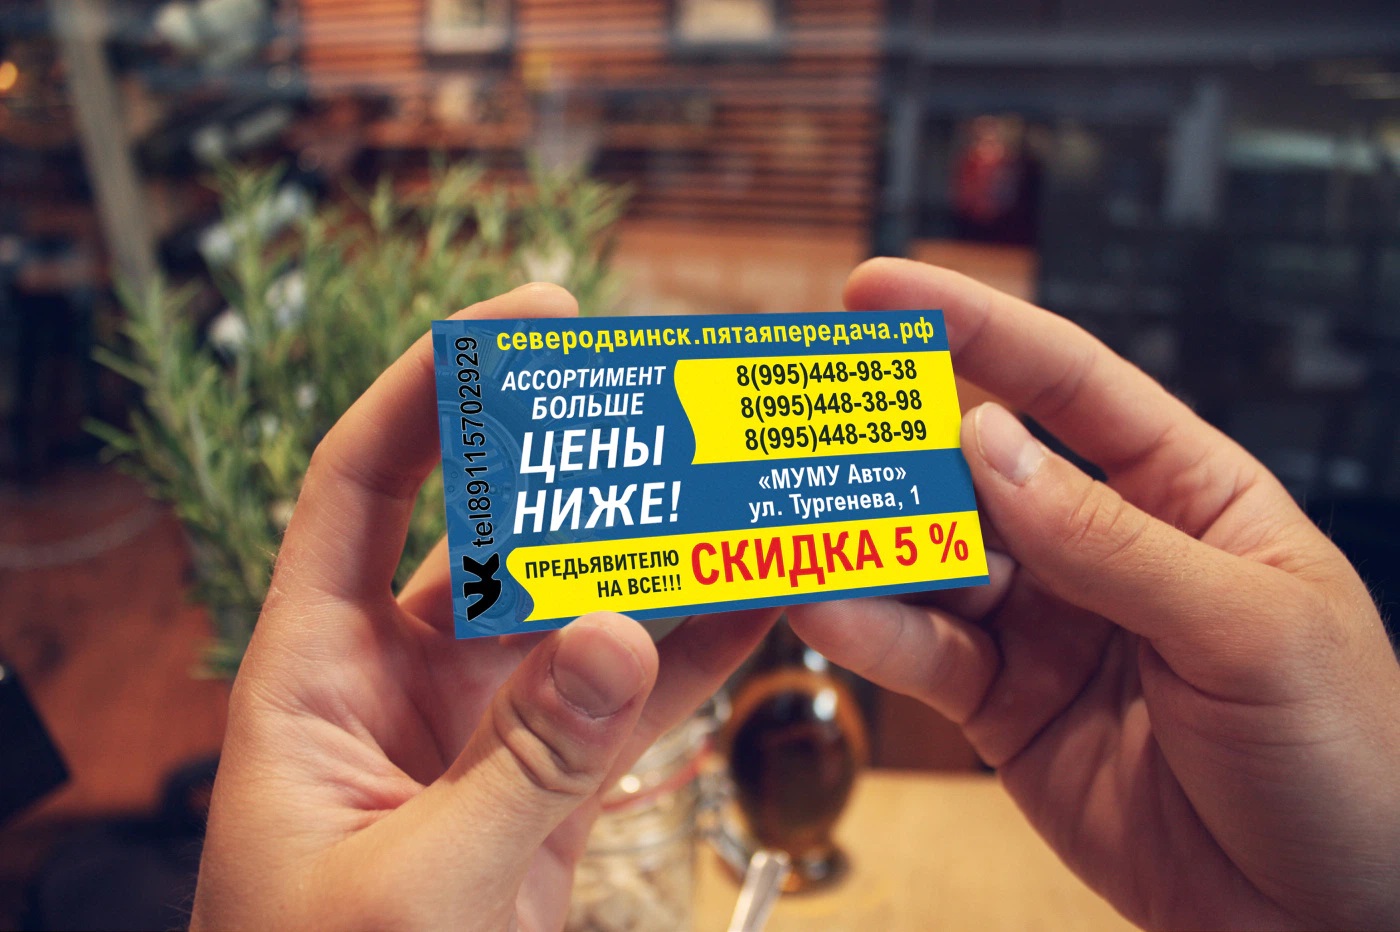 северодвинск.пятаяпередача.рф
АССОРТИМЕНТ
БОЛЬШЕ
ЦЕНЫ
НИЖЕ!
8(995)448-98-38
8(995)448-38-98
8(995)448-38-99
«МУМУ Авто»
ул. Тургенева, 1
ПРЕДЬЯВИТЕЛЮ
НА ВСЕ!!!
СКИДКА 5 %
tel89115702929